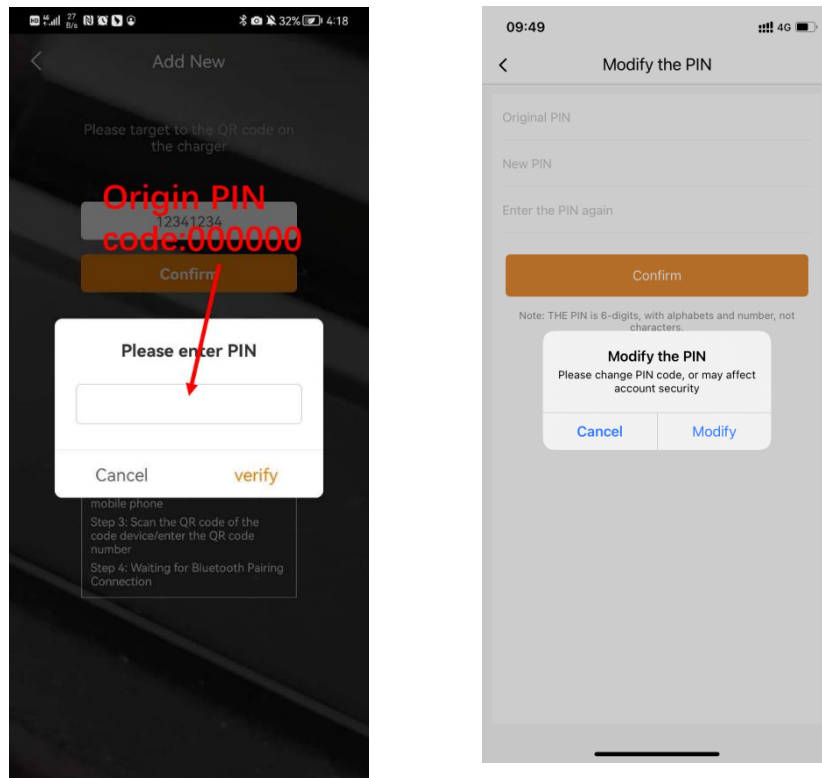 HD 46 27 B/s 32% 4:18
Add New
Please target to the QR code on
the charger
Origin PIN
12341234
code:000000
Confirm
Please enter PIN
Cancel verify
mobile phone
Step 3: Scan the QR code of the
code device/enter the QR code
number
Step 4: Waiting for Bluetooth Pairing
Connection
09:49 4G
Modify the PIN
Original PIN
New PIN
Enter the PIN again
Confirm
Note: THE PIN is 6-digits, with alphabets and number, not
characters.
Modify the PIN
Please change PIN code, or may affect
account security
Cancel Modify